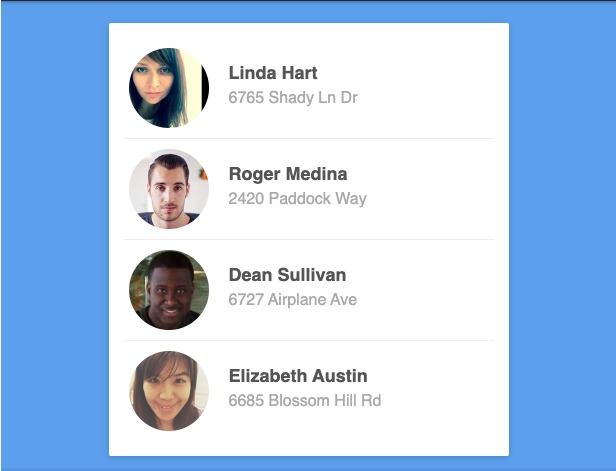 Linda Hart
6765 Shady Ln Dr
Roger Medina
2420 Paddock Way
Dean Sullivan
6727 Airplane Ave
Elizabeth Austin
6685 Blossom Hill Rd